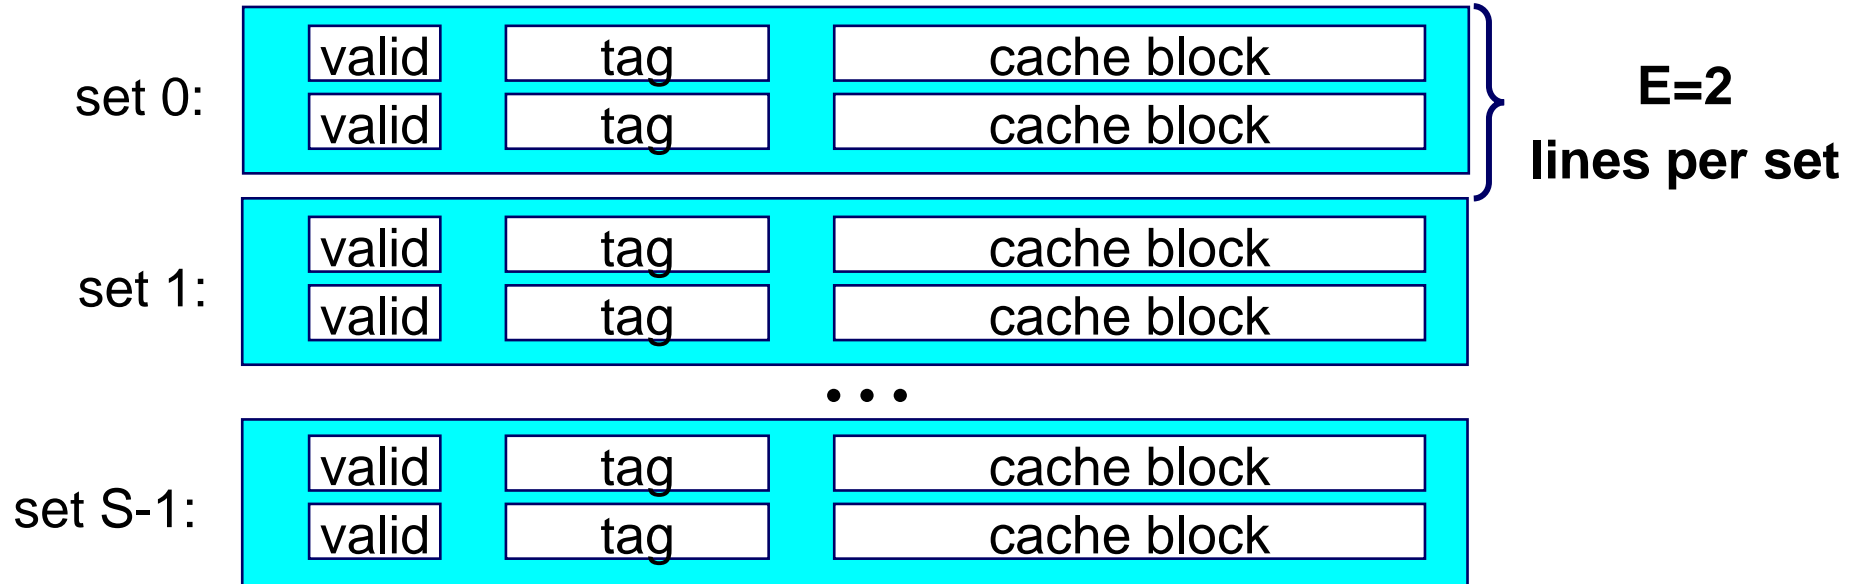 set 0:
valid tag cache block
valid tag cache block
E=2
lines per set
set 1:
valid tag cache block
valid tag cache block
• • •
set S-1:
valid tag cache block
valid tag cache block